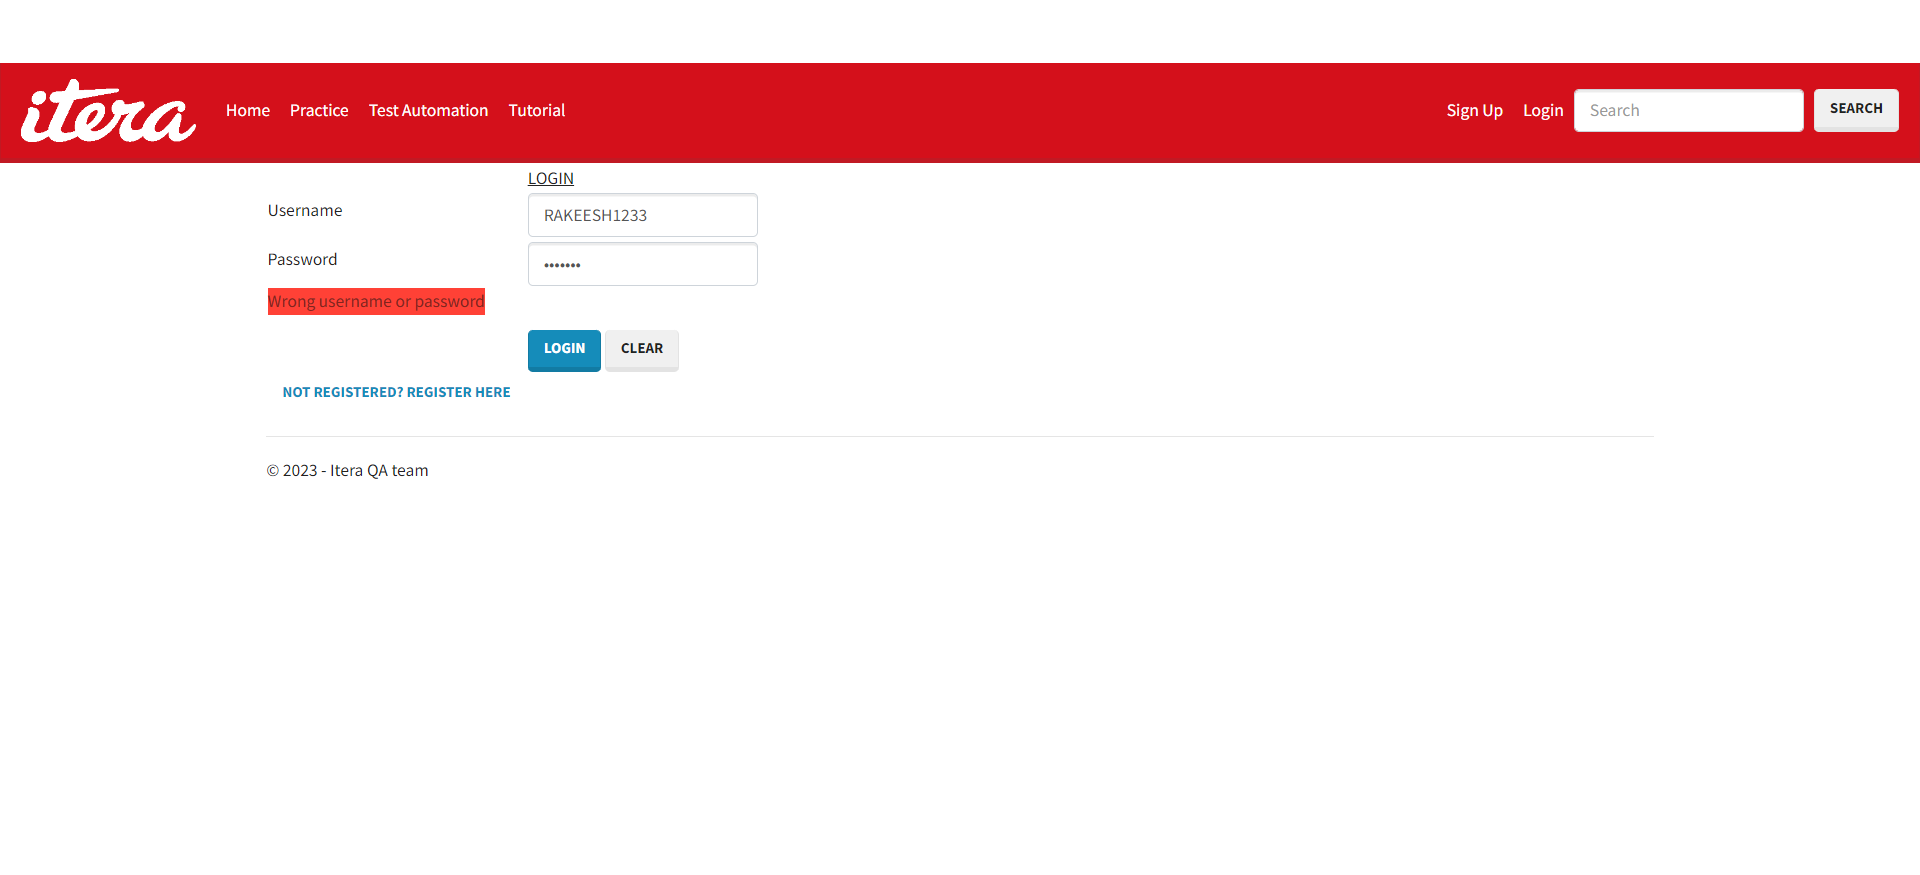 itera
Home Practice Test Automation Tutorial Sign Up Login Search SEARCH
LOGIN
Username RAKEESH1233
Password •••••••
Wrong username or password
LOGIN CLEAR
NOT REGISTERED? REGISTER HERE
© 2023 - Itera QA team